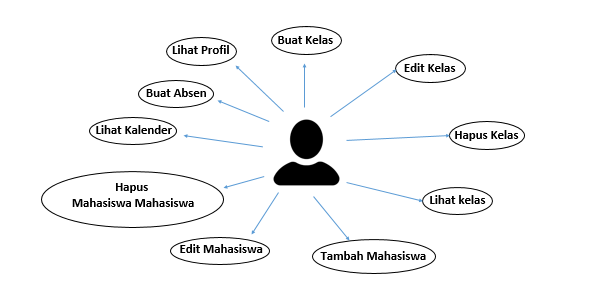 Buat Kelas
Lihat Profil
Edit Kelas
Buat Absen
Lihat Kalender
Hapus Kelas
Hapus
Mahasiswa Mahasiswa
Lihat kelas
Edit Mahasiswa
Tambah Mahasiswa